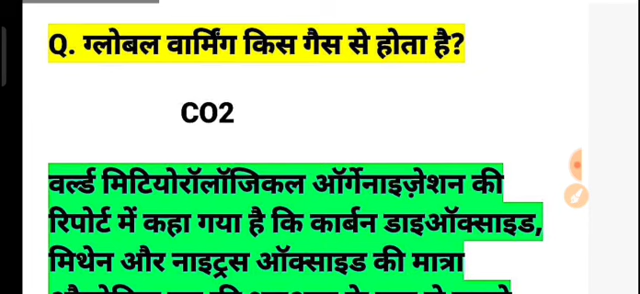 Q. ग्लोबल वार्मिंग किस गैस से होता है?
CO2
वर्ल्ड मिटियोरॉलॉजिकल ऑर्गेनाइज़ेशन की
रिपोर्ट में कहा गया है कि कार्बन डाइऑक्साइड,
मिथेन और नाइट्रस ऑक्साइड की मात्रा